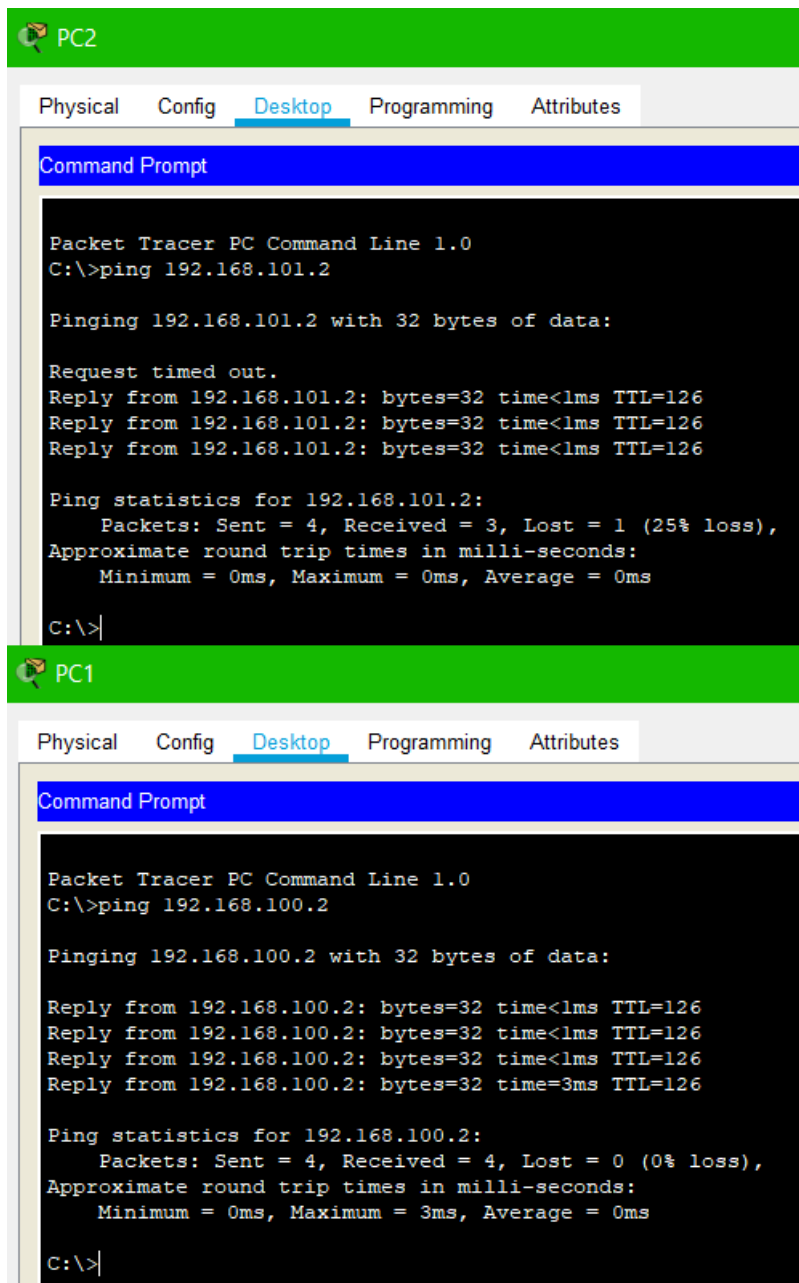 PC2
Physical Config Desktop Programming Attributes
Command Prompt
Packet Tracer PC Command Line 1.0
C:\>ping 192.168.101.2
Pinging 192.168.101.2 with 32 bytes of data:
Request timed out.
Reply from 192.168.101.2: bytes=32 time<1ms TTL=126
Reply from 192.168.101.2: bytes=32 time<1ms TTL=126
Reply from 192.168.101.2: bytes=32 time<1ms TTL=126
Ping statistics for 192.168.101.2:
Packets: Sent = 4, Received = 3, Lost = 1 (25% loss),
Approximate round trip times in milli-seconds:
Minimum = 0ms, Maximum = 0ms, Average = 0ms
C:\>
PC1
Physical Config Desktop Programming Attributes
Command Prompt
Packet Tracer PC Command Line 1.0
C:\>ping 192.168.100.2
Pinging 192.168.100.2 with 32 bytes of data:
Reply from 192.168.100.2: bytes=32 time<1ms TTL=126
Reply from 192.168.100.2: bytes=32 time<1ms TTL=126
Reply from 192.168.100.2: bytes=32 time<1ms TTL=126
Reply from 192.168.100.2: bytes=32 time=3ms TTL=126
Ping statistics for 192.168.100.2:
Packets: Sent = 4, Received = 4, Lost = 0 (0% loss),
Approximate round trip times in milli-seconds:
Minimum = 0ms, Maximum = 3ms, Average = 0ms
C:\>